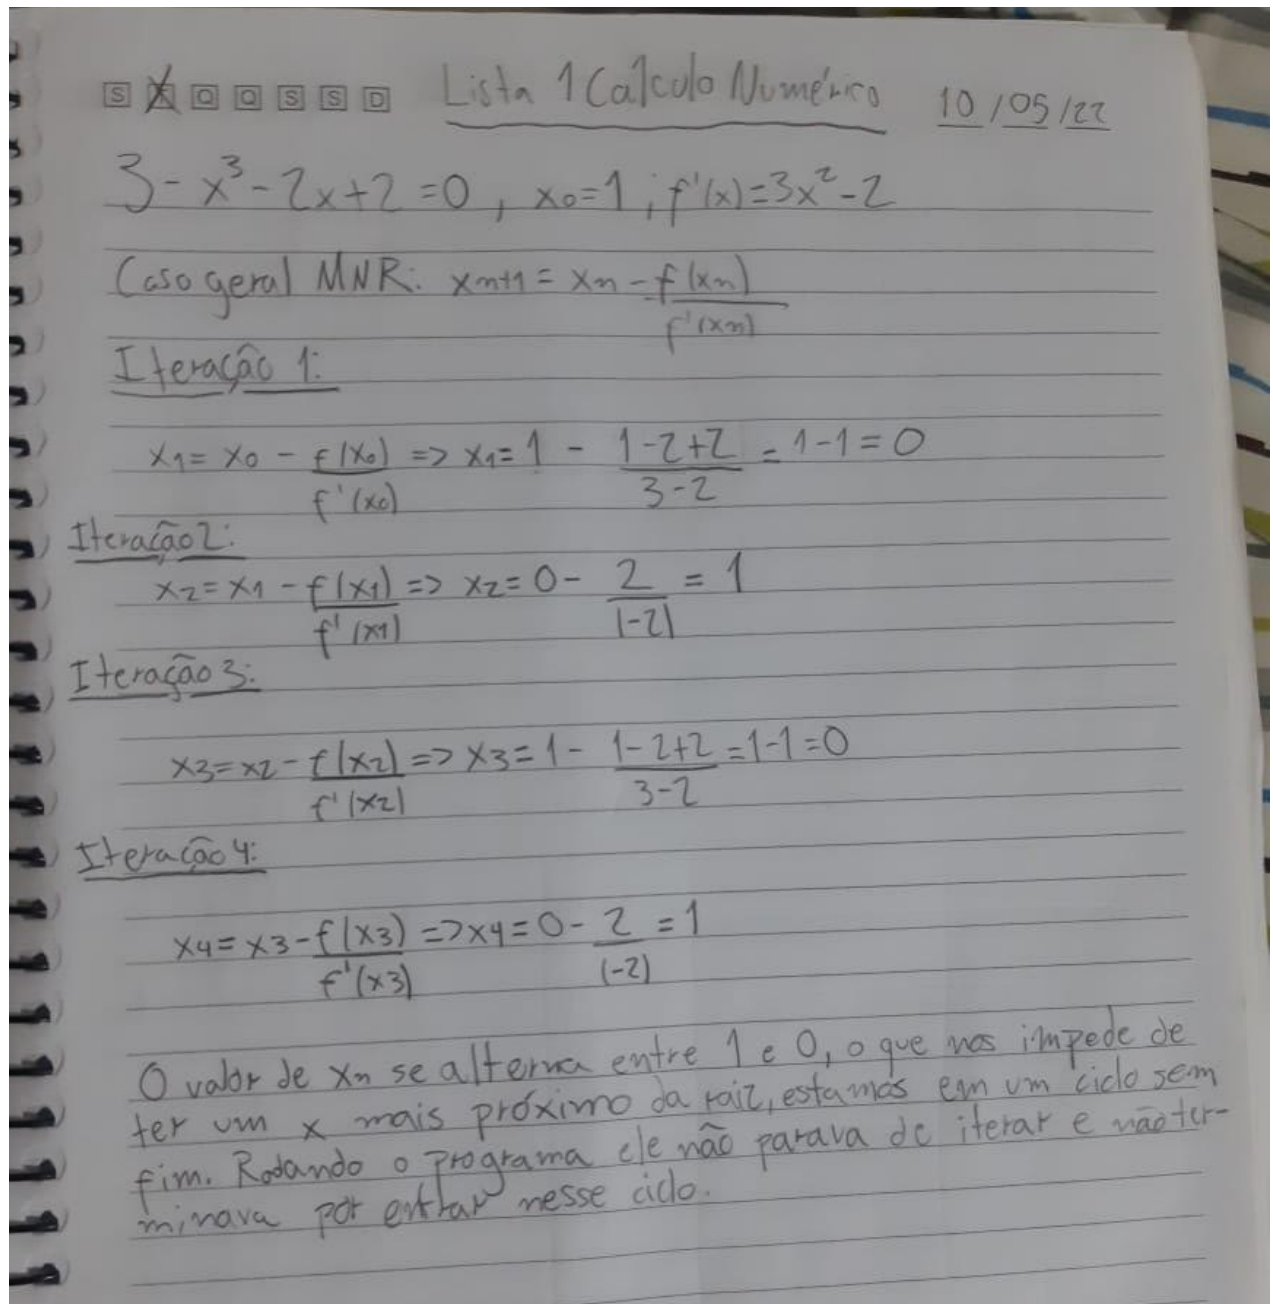 S T Q Q S S D Lista 1 Calculo Numérico 10/05/22
3- x³-2x+2=0, x0=1; f'(x)=3x²-2
Caso geral MNR: xn+1 = xn - f(xn)/f'(xn)
Iteração 1:
x1= x0 - f(x0)/f'(x0) => x1= 1 - (1-2+2)/(3-2) = 1-1=0
Iteração 2:
x2=x1 - f(x1)/f'(x1) => x2=0- 2/(-2) = 1
Iteração 3:
x3=x2- f(x2)/f'(x2) => x3=1- (1-2+2)/(3-2) =1-1=0
Iteração 4:
x4= x3- f(x3)/f'(x3) => x4=0- 2/(-2) =1
O valor de xn se alterna entre 1 e 0, o que nos impede de
ter um x mais próximo da raiz, estamos em um ciclo sem
fim. Rodando o programa ele não parava de iterar e não ter-
minava por entrar nesse ciclo.